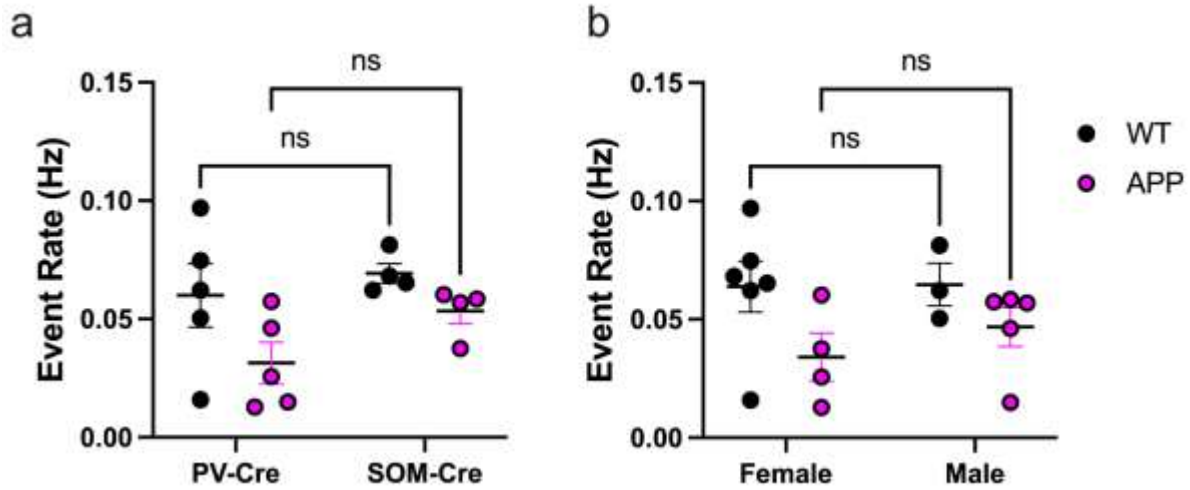 a
ns
ns
Event Rate (Hz)
0.15
0.10
0.05
0.00
PV-Cre
SOM-Cre
b
ns
ns
Event Rate (Hz)
0.15
0.10
0.05
0.00
Female
Male
WT
APP